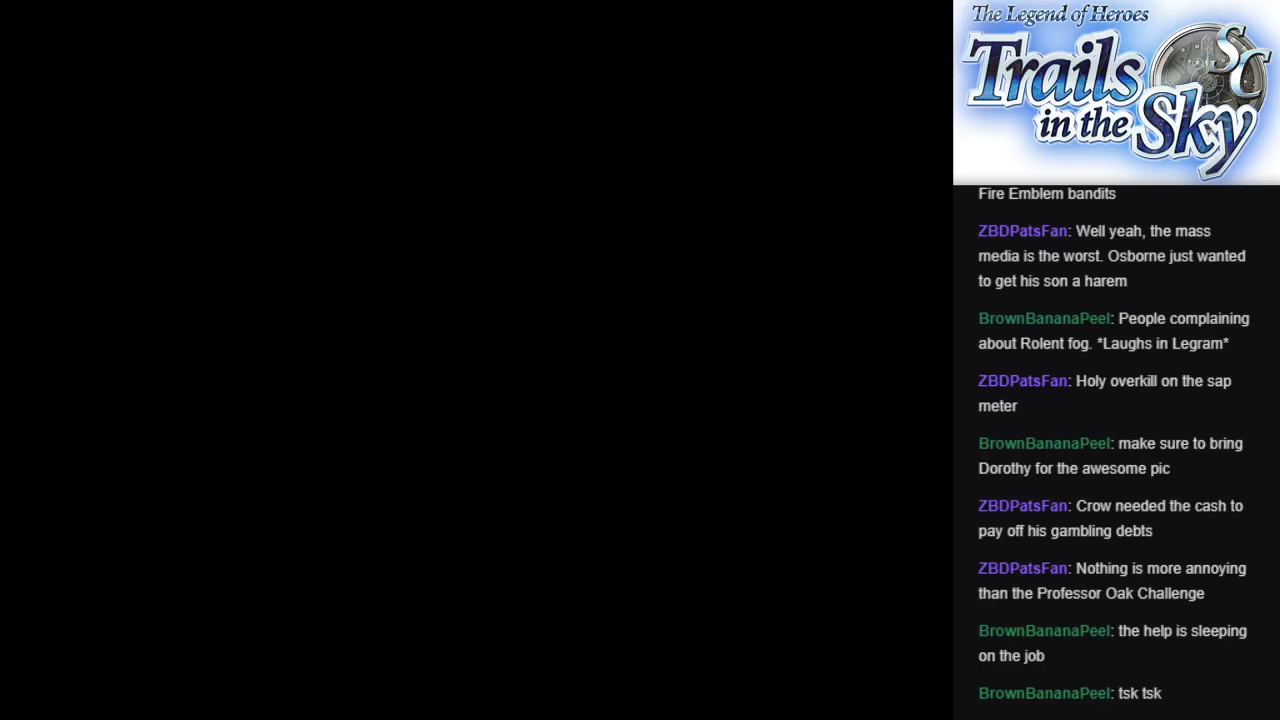 The Legend of Heroes
Trails
in the Sky
SC
Fire Emblem bandits
ZBDPatsFan: Well yeah, the mass
media is the worst. Osborne just wanted
to get his son a harem
BrownBananaPeel: People complaining
about Rolent fog. *Laughs in Legram*
ZBDPatsFan: Holy overkill on the sap
meter
BrownBananaPeel: make sure to bring
Dorothy for the awesome pic
ZBDPatsFan: Crow needed the cash to
pay off his gambling debts
ZBDPatsFan: Nothing is more annoying
than the Professor Oak Challenge
BrownBananaPeel: the help is sleeping
on the job
BrownBananaPeel: tsk tsk